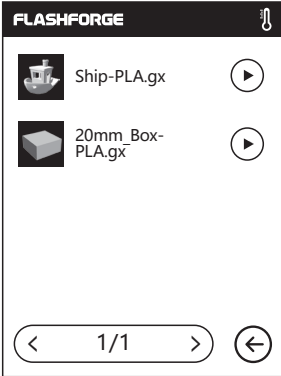 FLASHFORGE
Ship-PLA.gx
20mm_Box-
PLA.gx
1/1